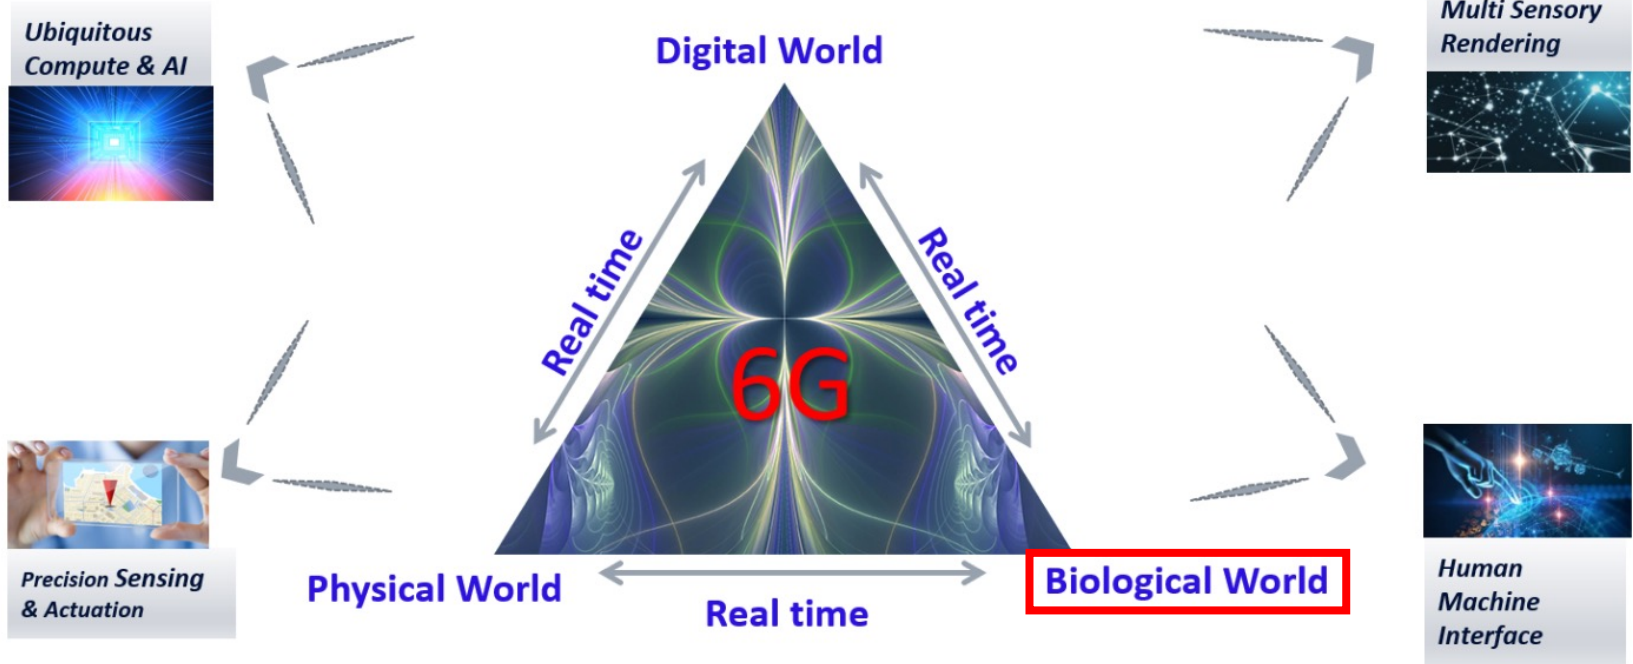 Ubiquitous
Compute & AI
Digital World
Multi Sensory
Rendering
Real time
Real time
6G
Precision Sensing
& Actuation
Physical World
Real time
Biological World
Human
Machine
Interface